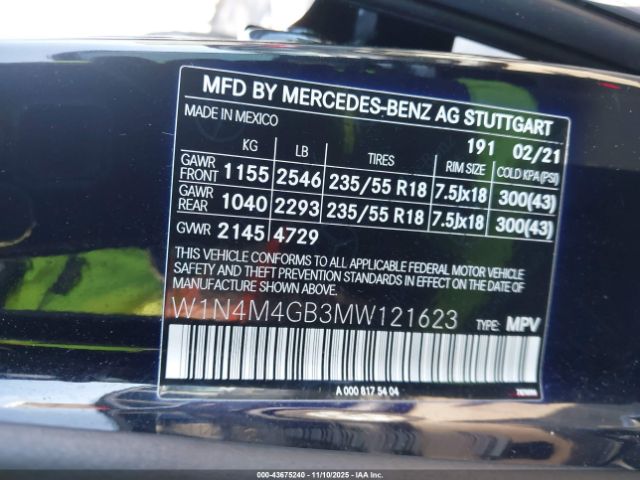 MFD BY MERCEDES-BENZ AG STUTTGART
MADE IN MEXICO
191 02/21
KG LB TIRES RIM SIZE COLD KPA(PSI)
GAWR FRONT 1155 2546 235/55 R18 7.5Jx18 300(43)
GAWR REAR 1040 2293 235/55 R18 7.5Jx18 300(43)
GVWR 2145 4729
THIS VEHICLE CONFORMS TO ALL APPLICABLE FEDERAL MOTOR VEHICLE
SAFETY AND THEFT PREVENTION STANDARDS IN EFFECT ON THE DATE
OF MANUFACTURE SHOWN ABOVE.
W1N4M4GB3MW121623 TYPE: MPV
A 000 817 54 04
000-43675240 - 11/10/2025 - IAAI.COM